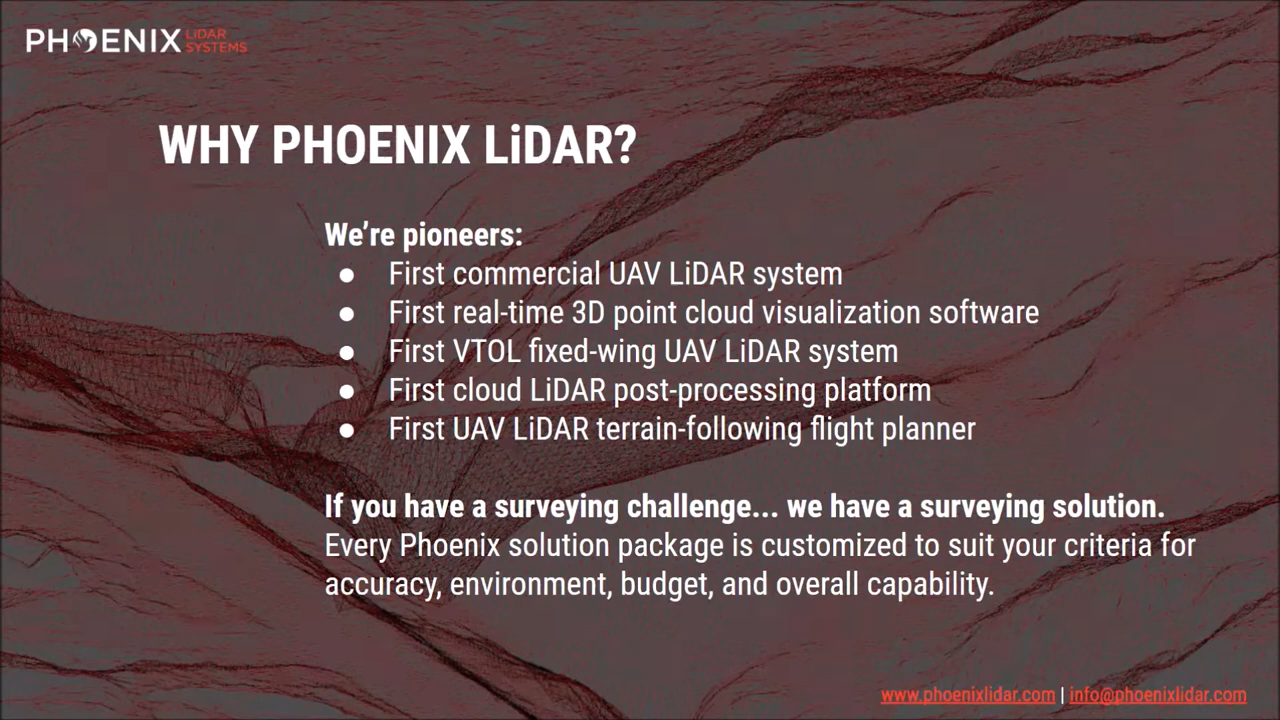 PHOENIX LiDAR SYSTEMS
WHY PHOENIX LiDAR?
We're pioneers:
● First commercial UAV LiDAR system
● First real-time 3D point cloud visualization software
● First VTOL fixed-wing UAV LiDAR system
● First cloud LiDAR post-processing platform
● First UAV LiDAR terrain-following flight planner
If you have a surveying challenge... we have a surveying solution.
Every Phoenix solution package is customized to suit your criteria for
accuracy, environment, budget, and overall capability.
www.phoenixlidar.com | info@phoenixlidar.com